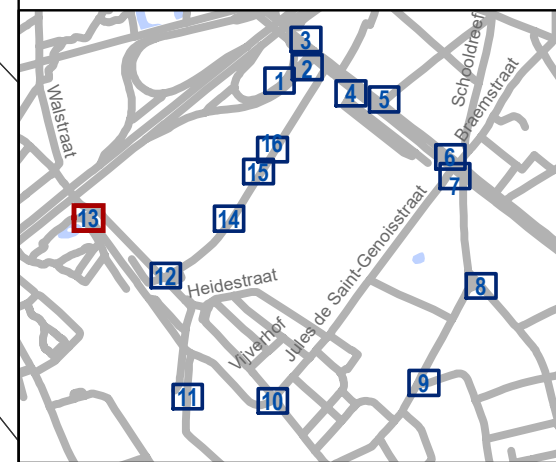 3
2
1
4
5
Schooldreef
Braemstraat
Walstraat
16
15
6
7
13
14
Jules de Saint-Genoisstraat
12
Heidestraat
8
Vijverhof
9
11
10